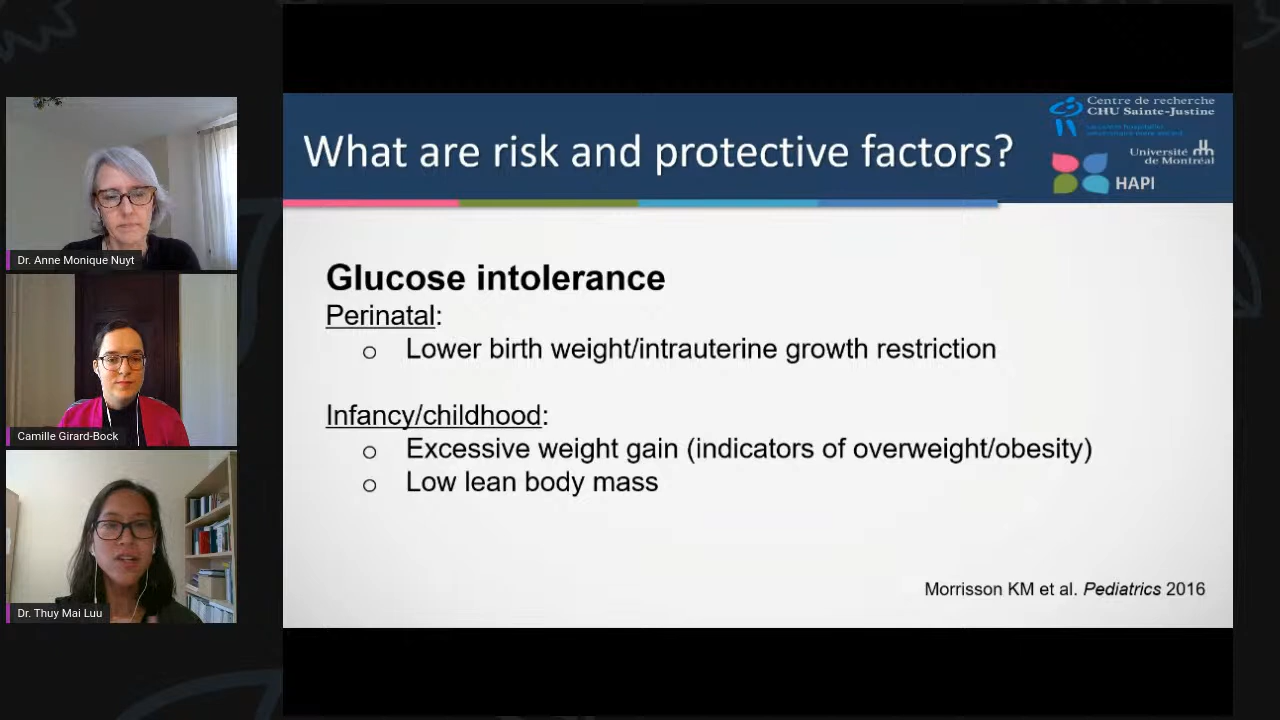 What are risk and protective factors?
Centre de recherche
CHU Sainte-Justine
Université
de Montréal
HAPI
Glucose intolerance
Perinatal:
Lower birth weight/intrauterine growth restriction
Infancy/childhood:
Excessive weight gain (indicators of overweight/obesity)
Low lean body mass
Morrisson KM et al. Pediatrics 2016
Dr. Anne Monique Nuyt
Camille Girard-Bock
Dr. Thuy Mai Luu